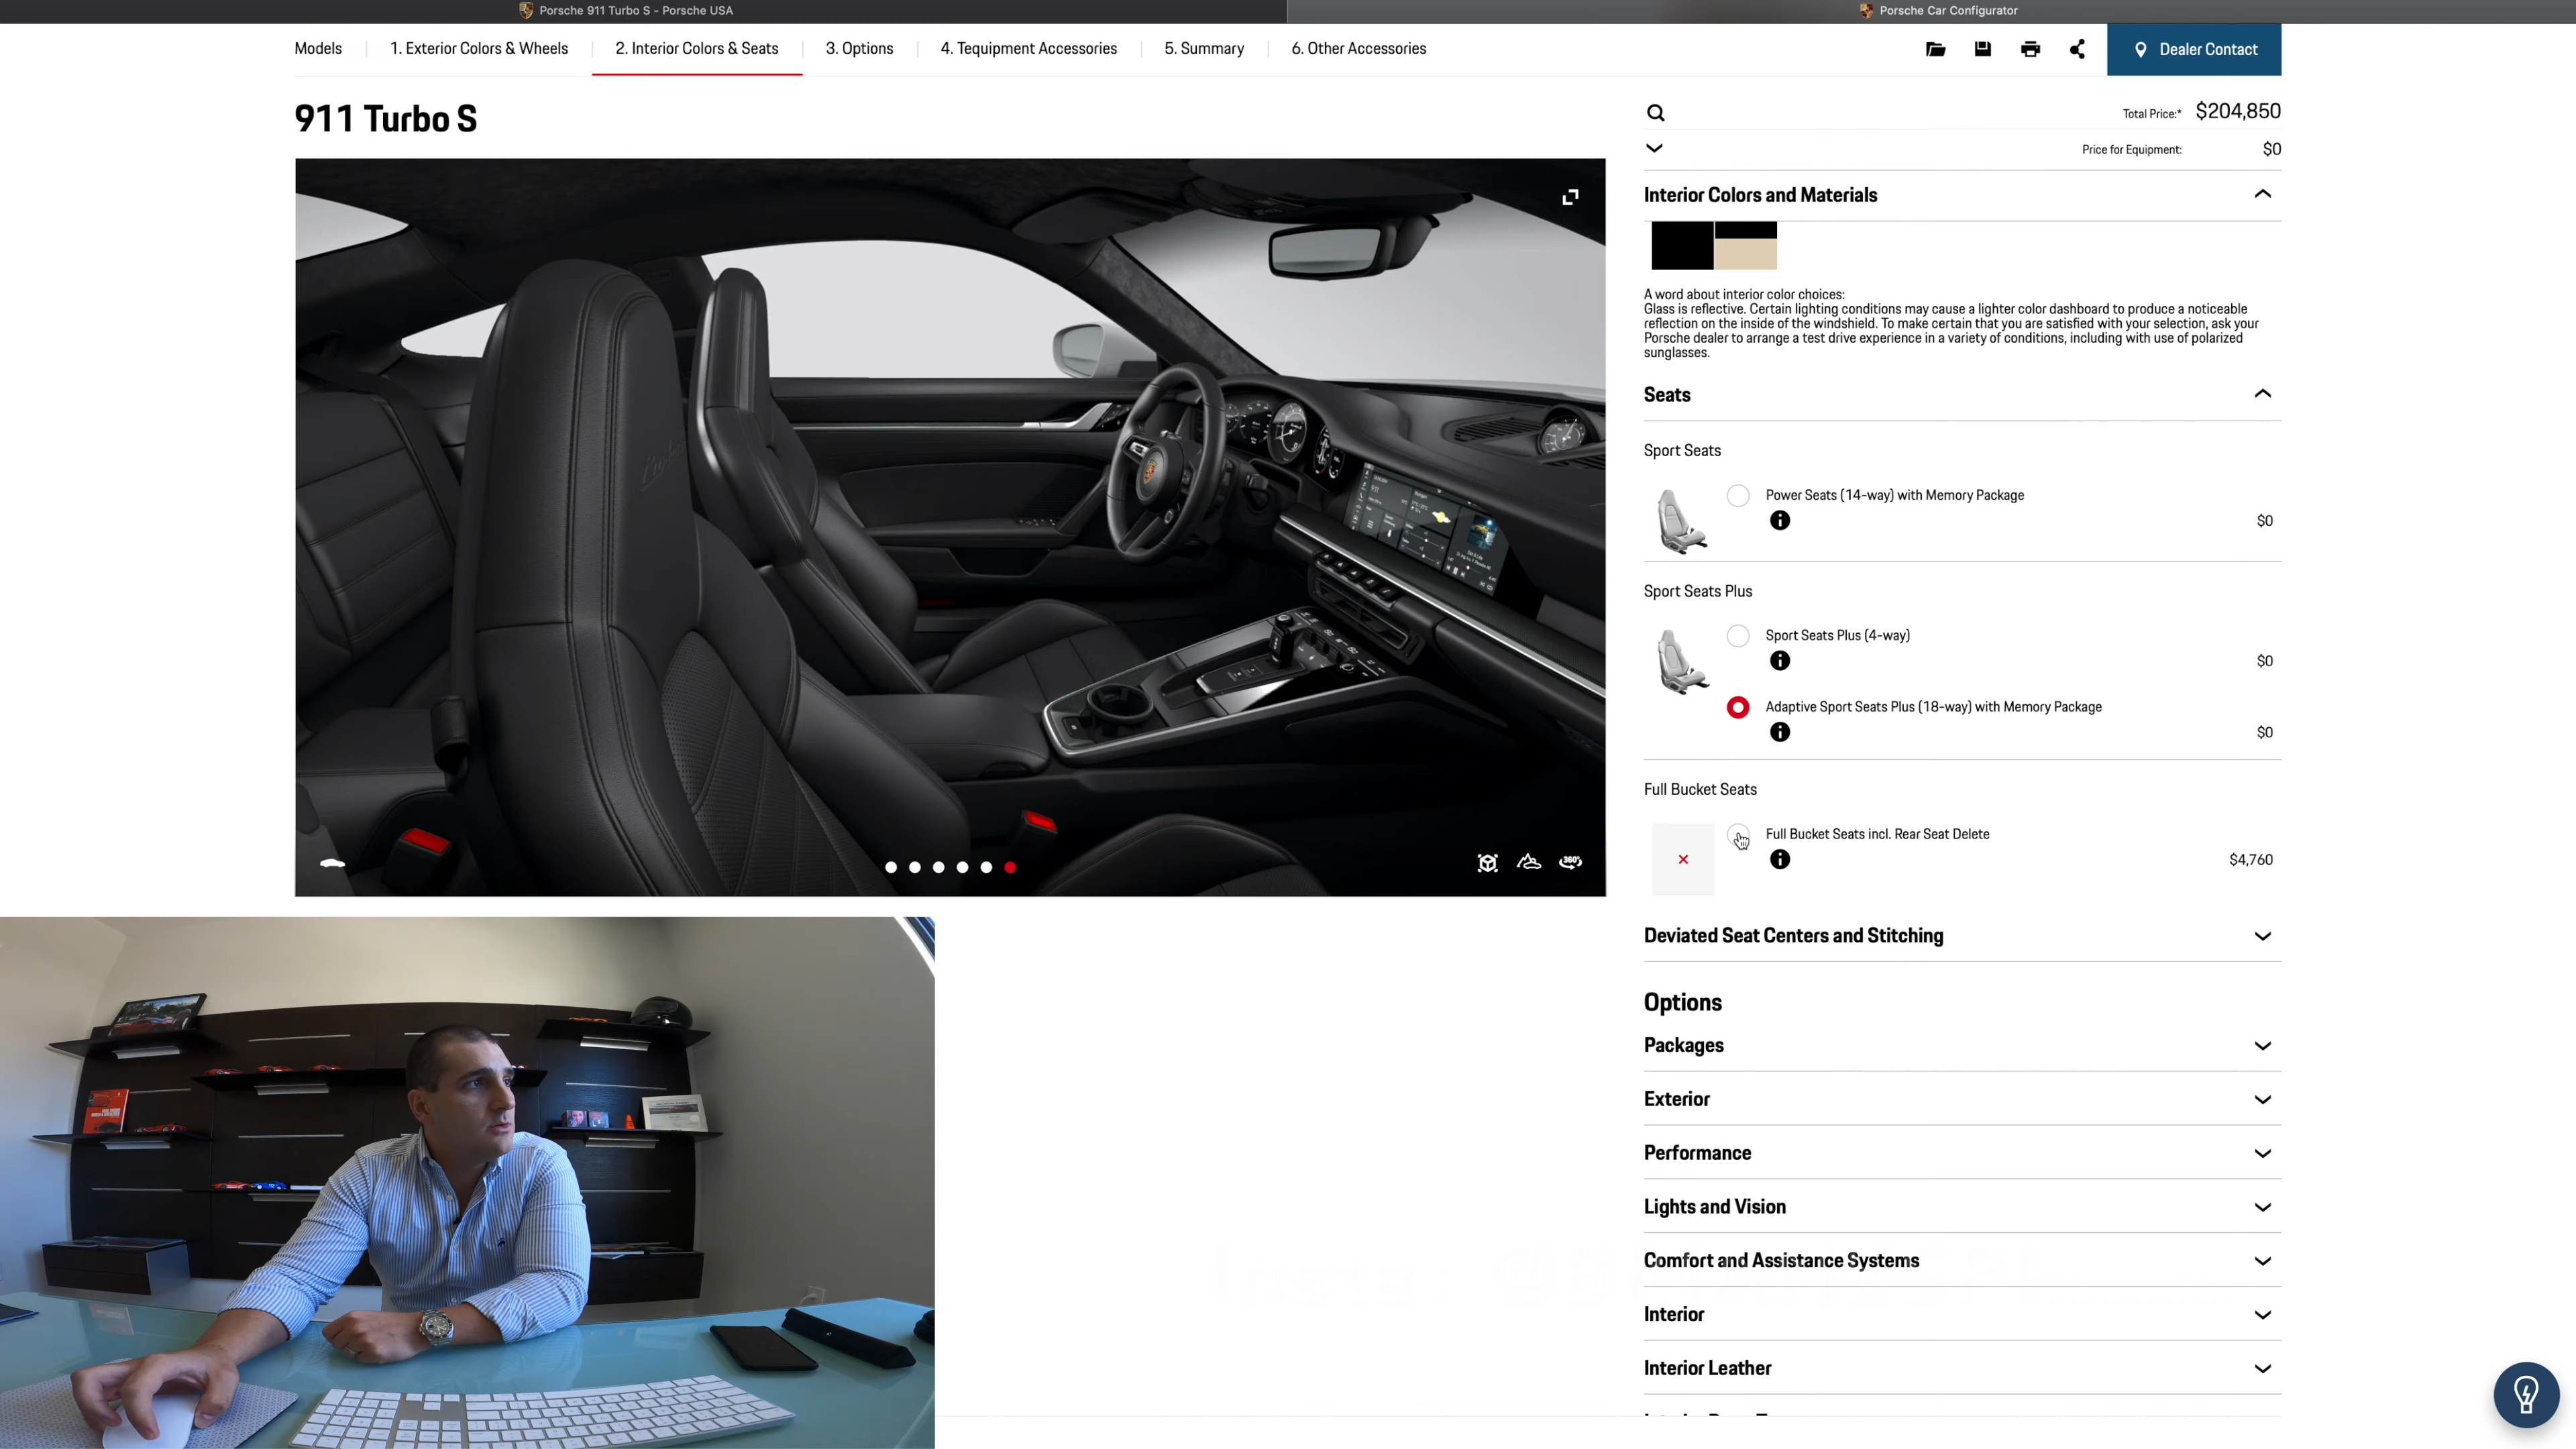 Porsche 911 Turbo S - Porsche USA
Porsche Car Configurator
Models
1. Exterior Colors & Wheels
2. Interior Colors & Seats
3. Options
4. Tequipment Accessories
5. Summary
6. Other Accessories
Dealer Contact
911 Turbo S
Total Price:* $204,850
Price for Equipment: $0
360°
Interior Colors and Materials
A word about interior color choices:
Glass is reflective. Certain lighting conditions may cause a lighter color dashboard to produce a noticeable
reflection on the inside of the windshield. To make certain that you are satisfied with your selection, ask your
Porsche dealer to arrange a test drive experience in a variety of conditions, including with use of polarized
sunglasses.
Seats
Sport Seats
Power Seats (14-way) with Memory Package
$0
Sport Seats Plus
Sport Seats Plus (4-way)
$0
Adaptive Sport Seats Plus (18-way) with Memory Package
$0
Full Bucket Seats
Full Bucket Seats incl. Rear Seat Delete
$4,760
Deviated Seat Centers and Stitching
Options
Packages
Exterior
Performance
Lights and Vision
Comfort and Assistance Systems
Interior
Interior Leather